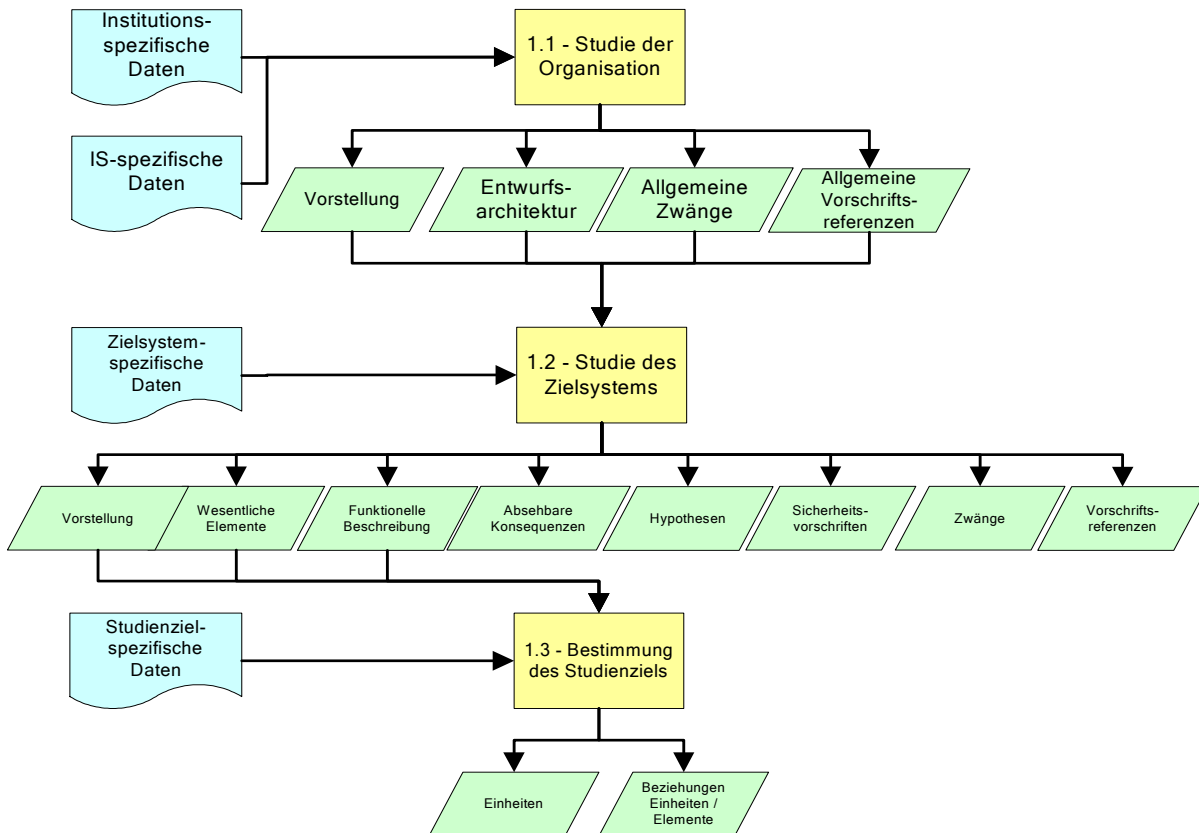 Institutions-
spezifische
Daten
1.1 - Studie der
Organisation
IS-spezifische
Daten
Vorstellung
Entwurfs-
architektur
Allgemeine
Zwänge
Allgemeine
Vorschrifts-
referenzen
Zielsystem-
spezifische
Daten
1.2 - Studie des
Zielsystems
Vorstellung
Wesentliche
Elemente
Funktionelle
Beschreibung
Absehbare
Konsequenzen
Hypothesen
Sicherheits-
vorschriften
Zwänge
Vorschrifts-
referenzen
Studienziel-
spezifische
Daten
1.3 - Bestimmung
des Studienziels
Einheiten
Beziehungen
Einheiten /
Elemente